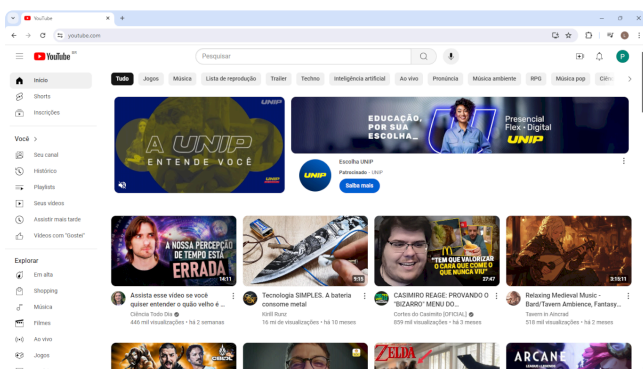 YouTube
youtube.com
YouTube BR
Pesquisar
P
Início
Shorts
Inscrições
Você >
Seu canal
Histórico
Playlists
Seus vídeos
Assistir mais tarde
Vídeos com "Gostei"
Explorar
Em alta
Shopping
Música
Filmes
Ao vivo
Jogos
Tudo
Jogos
Música
Lista de reprodução
Trailer
Techno
Inteligência artificial
Ao vivo
Pronúncia
Música ambiente
RPG
Música pop
UNIP
A UNIP
ENTENDE VOCÊ
UNIP
EDUCAÇÃO,
POR SUA
ESCOLHA_
Presencial
Flex • Digital
UNIP
UNIP
Escolha UNIP
Patrocinado • UNIP
Saiba mais
A NOSSA PERCEPÇÃO
DO TEMPO ESTÁ
ERRADA
14:11
Assista esse vídeo se você
quiser entender o quão velho é ...
Ciência Todo Dia
446 mil visualizações • há 2 semanas
9:15
Tecnologia SIMPLES. A bateria
consome metal
Kirill Runz
16 mi de visualizações • há 10 meses
"TEM QUE VALORIZAR
O CARA QUE COME O
QUE NUNCA VIU"
27:47
CASIMIRO REAGE: PROVANDO O
"BIZARRO" MENU DO...
Cortes do Casimito [OFICIAL]
859 mil visualizações • há 3 meses
3:15:11
Relaxing Medieval Music -
Bard/Tavern Ambience, Fantasy...
Tavern in Aincrad
518 mil visualizações • há 2 meses
CBLOL
ZELDA
ARCANE
LEAGUE OF LEGENDS